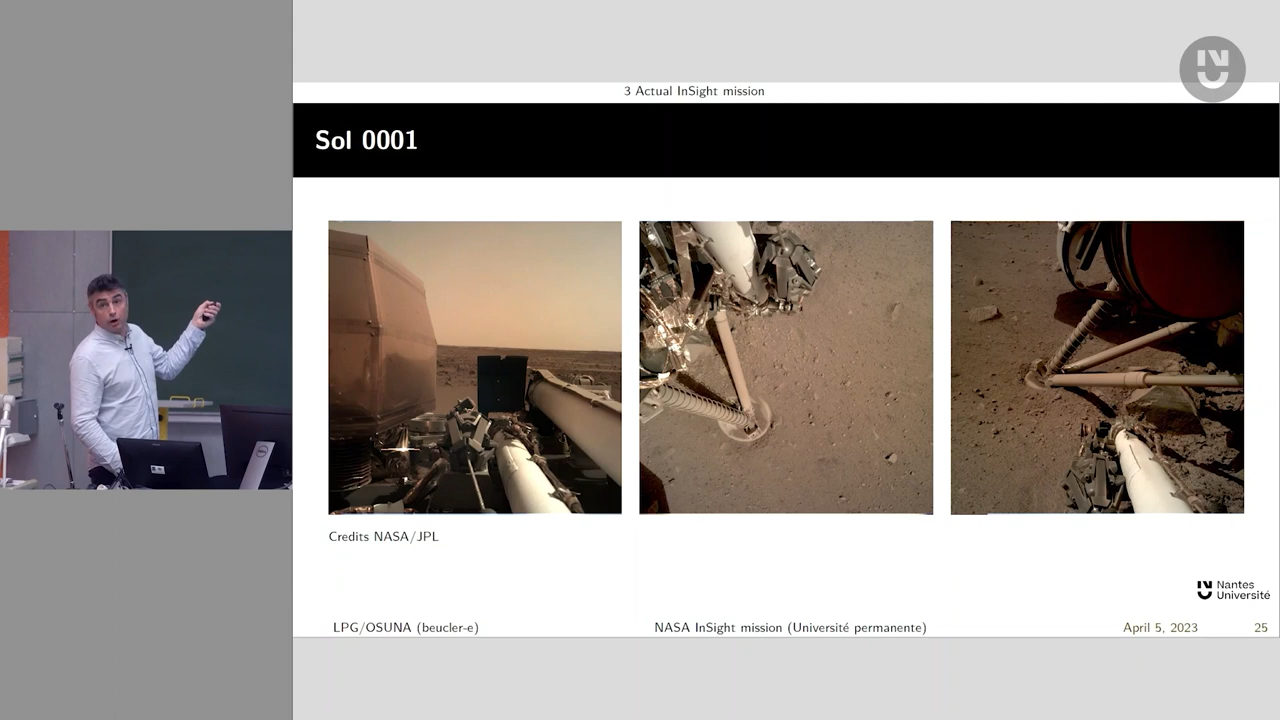 3 Actual InSight mission
Sol 0001
Credits NASA/JPL
Nantes
Université
LPG/OSUNA (beucler-e)
NASA InSight mission (Université permanente)
April 5, 2023
25